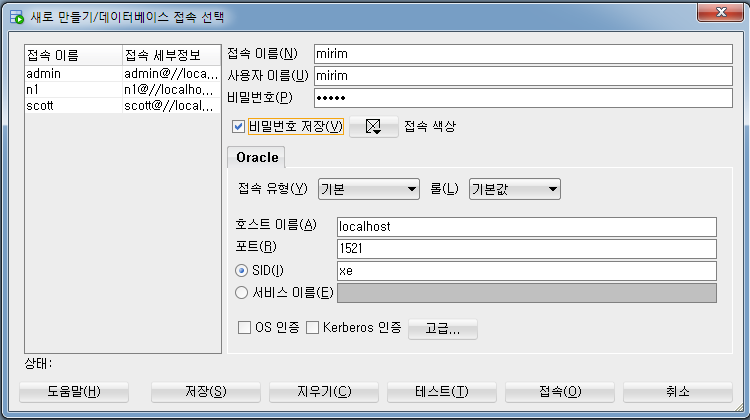 새로 만들기/데이터베이스 접속 선택
접속 이름 접속 세부정보
admin admin@//loca,,,
n1 n1@//localho,,,
scott scott@//local,,,
접속 이름(N) mirim
사용자 이름(U) mirim
비밀번호(P) •••••
비밀번호 저장(V) 접속 색상
Oracle
접속 유형(Y) 기본 롤(L) 기본값
호스트 이름(A) localhost
포트(R) 1521
SID(I) xe
서비스 이름(E)
OS 인증 Kerberos 인증 고급,,,
상태:
도움말(H) 저장(S) 지우기(C) 테스트(T) 접속(O) 취소